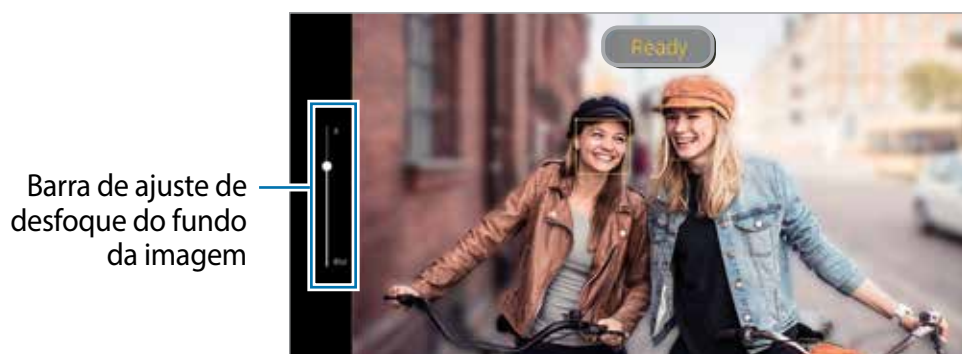 Ready
Barra de ajuste de
desfoque do fundo
da imagem